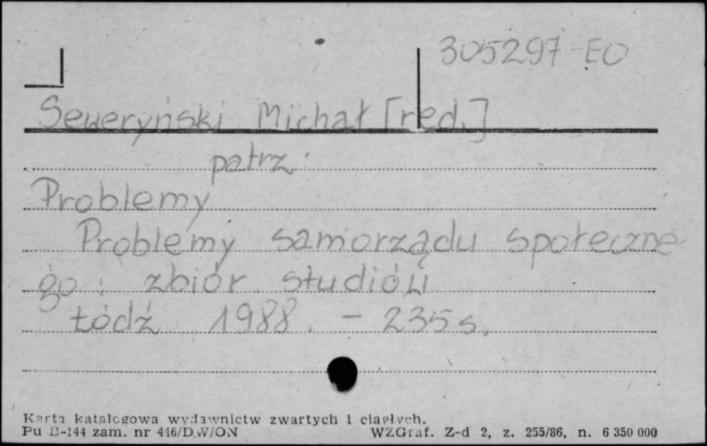 305297-EO
Seweryński Michał [red.]
patrz:
Problemy
Problemy samorządu społeczne-
go : zbiór studiów
Łódź 1988. - 235 s.
Karta katalogowa wydawnictw zwartych i ciągłych.
Pu D-144 zam. nr 416/D,W/ON WZGraf. Z-d 2, z. 255/86, n. 6 350 000